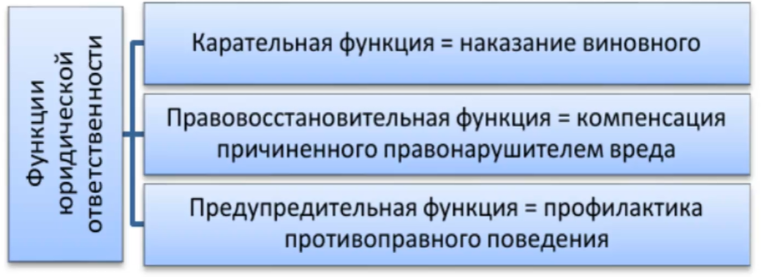 Функции
юридической
ответственности
Карательная функция = наказание виновного
Правовосстановительная функция = компенсация
причиненного правонарушителем вреда
Предупредительная функция = профилактика
противоправного поведения